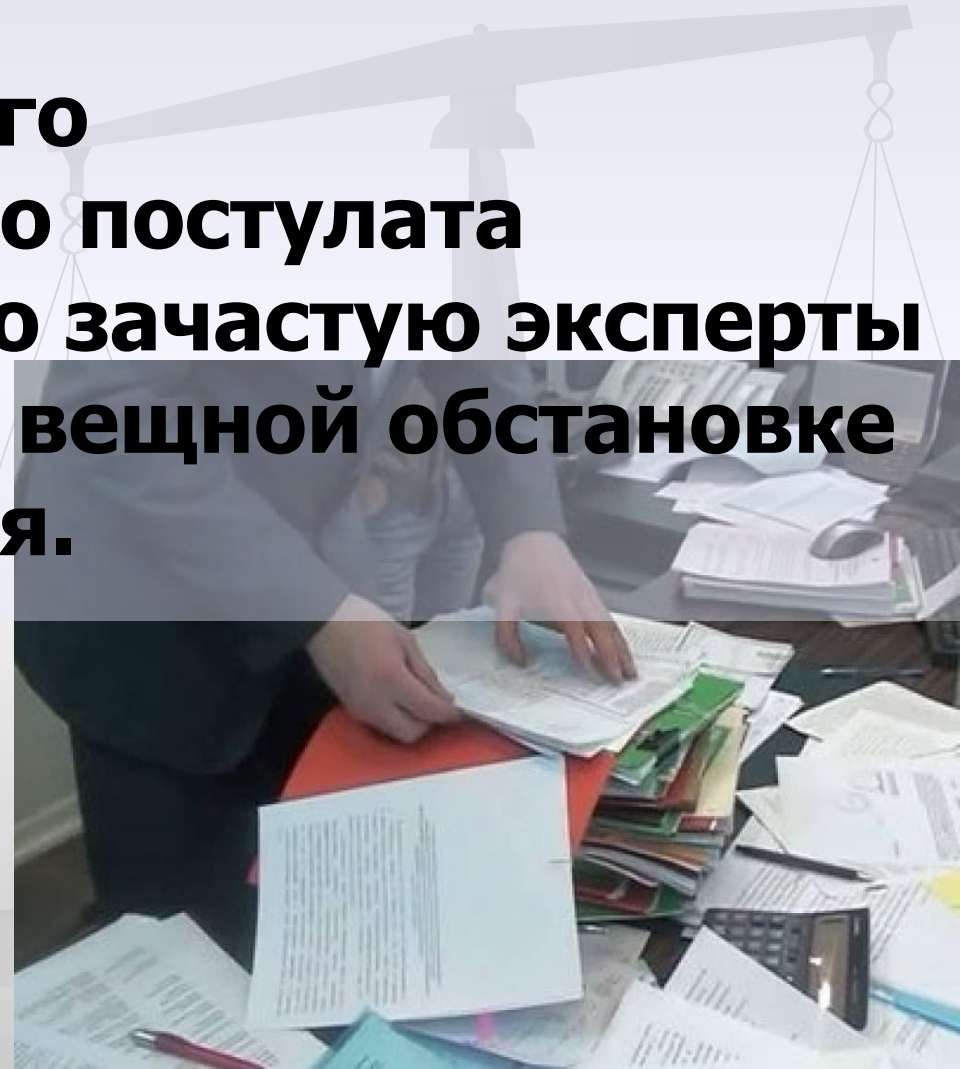 го
о постулата
о зачастую эксперты
вещной обстановке
я.